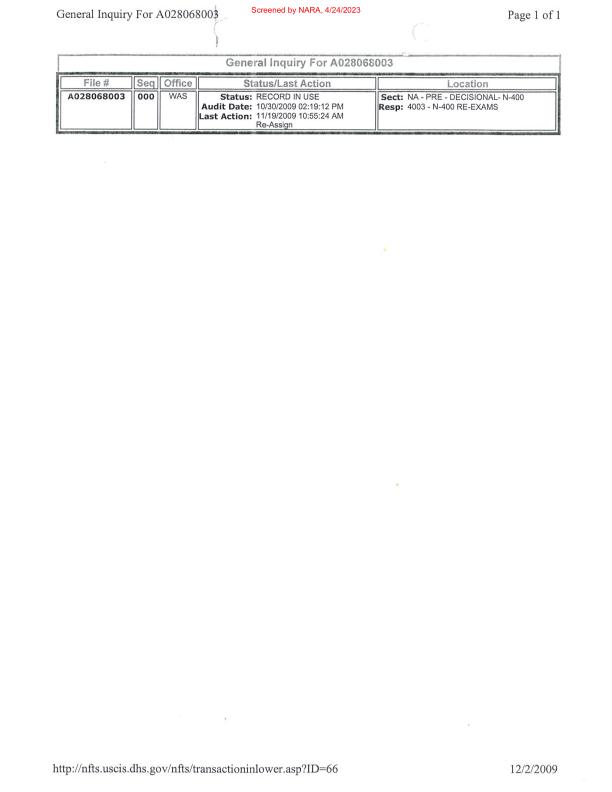 General Inquiry For A028068003
Screened by NARA, 4/24/2023
Page 1 of 1
General Inquiry For A028068003
File # Seq Office Status/Last Action Location
A028068003 000 WAS Status: RECORD IN USE Sect: NA - PRE - DECISIONAL- N-400
Audit Date: 10/30/2009 02:19:12 PM Resp: 4003 - N-400 RE-EXAMS
Last Action: 11/19/2009 10:55:24 AM
Re-Assign
http://nfts.uscis.dhs.gov/nfts/transactioninlower.asp?ID=66 12/2/2009